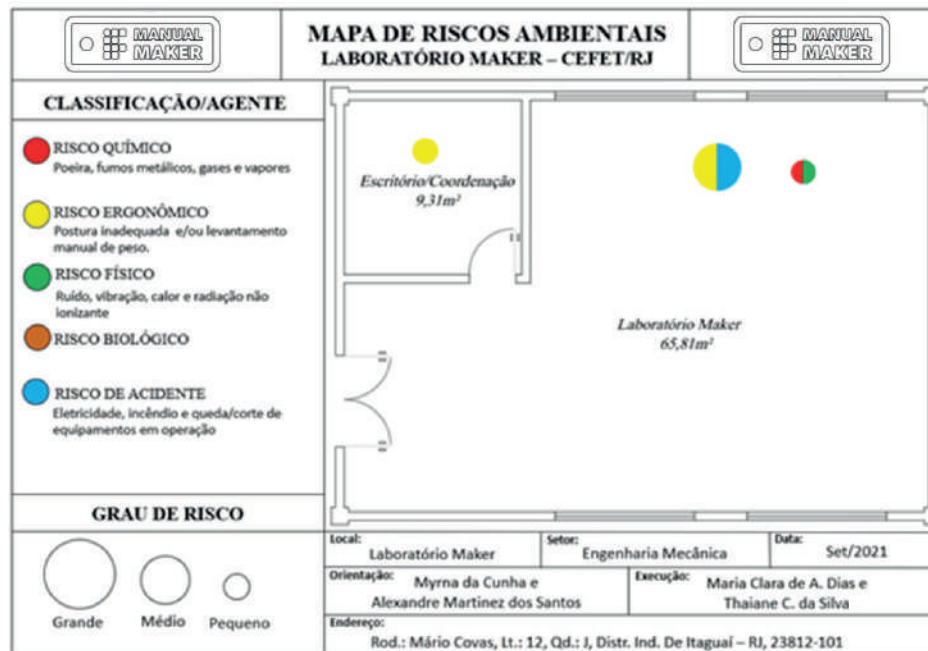 MANUAL
MAKER
MAPA DE RISCOS AMBIENTAIS
LABORATÓRIO MAKER – CEFET/RJ
MANUAL
MAKER
CLASSIFICAÇÃO/AGENTE
RISCO QUÍMICO
Poeira, fumos metálicos, gases e vapores
RISCO ERGONÔMICO
Postura inadequada e/ou levantamento
manual de peso.
RISCO FÍSICO
Ruído, vibração, calor e radiação não
ionizante
RISCO BIOLÓGICO
RISCO DE ACIDENTE
Eletricidade, incêndio e queda/corte de
equipamentos em operação
GRAU DE RISCO
Grande
Médio
Pequeno
Escritório/Coordenação
9,31m²
Laboratório Maker
65,81m²
Local:
Laboratório Maker
Setor:
Engenharia Mecânica
Data:
Set/2021
Orientação:
Myrna da Cunha e
Alexandre Martinez dos Santos
Execução:
Maria Clara de A. Dias e
Thaiane C. da Silva
Endereço:
Rod.: Mário Covas, Lt.: 12, Qd.: J, Distr. Ind. De Itaguaí – RJ, 23812-101